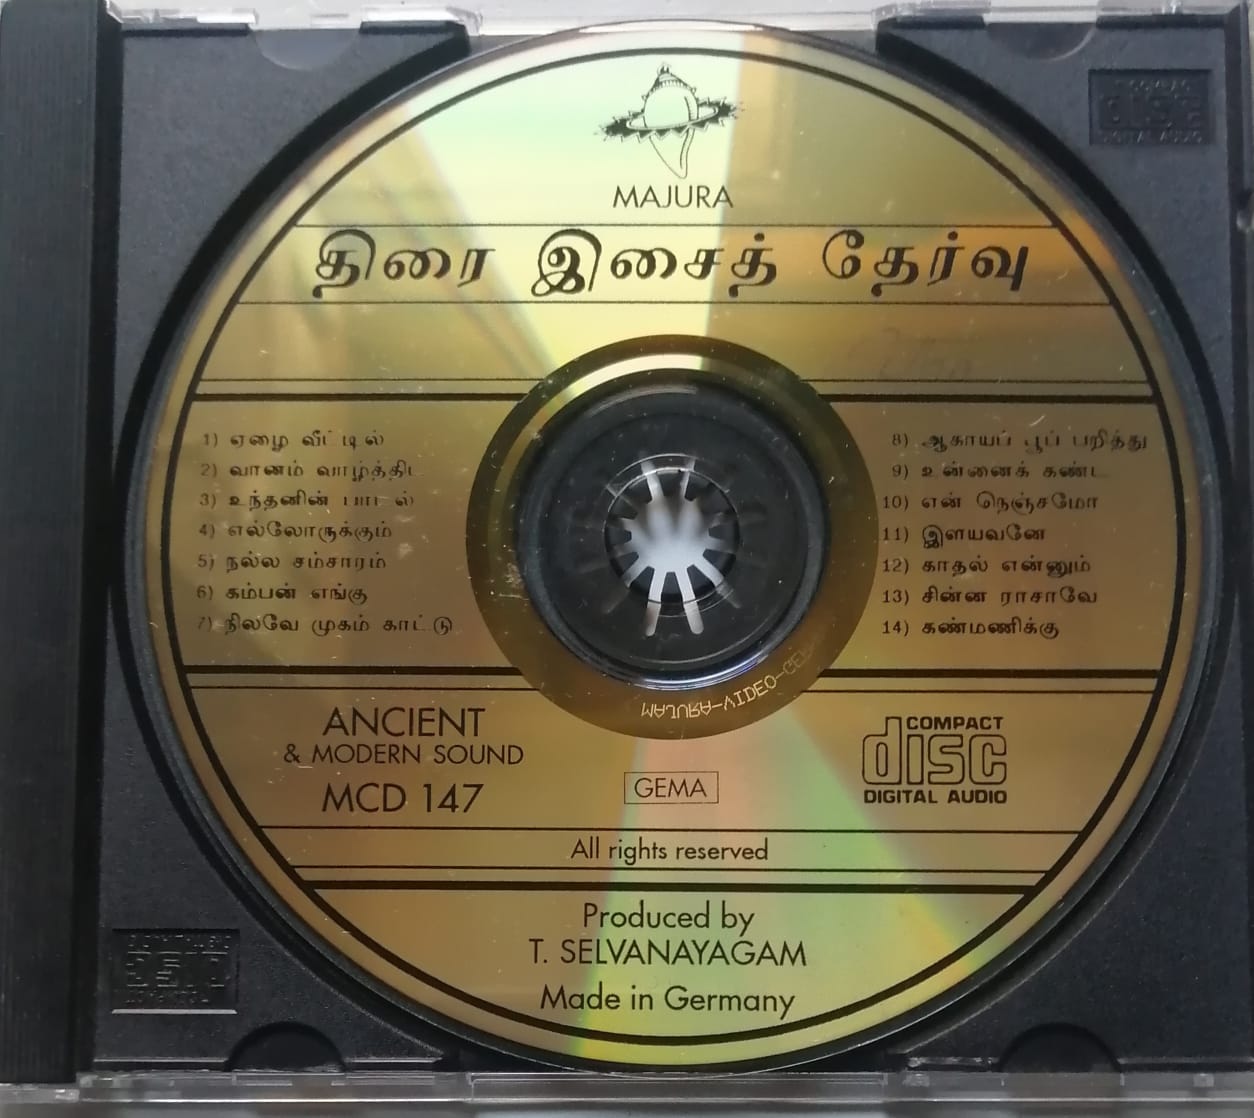 MAJURA
திரை இசைத் தேர்வு
1) ஏழை வீட்டில்
2) வானம் வாழ்த்திட
3) உந்தனின் பாடல்
4) எல்லோருக்கும்
5) நல்ல சம்சாரம்
6) கம்பன் எங்கு
7) நிலவே முகம் காட்டு
8) ஆகாயப் பூப் பறித்து
9) உன்னைக் கண்ட
10) என் நெஞ்சமோ
11) இளயவனே
12) காதல் என்னும்
13) சின்ன ராசாவே
14) கண்மணிக்கு
MAJURA-VIDEO-
ANCIENT
& MODERN SOUND
MCD 147
GEMA
COMPACT
disc
DIGITAL AUDIO
All rights reserved
Produced by
T. SELVANAYAGAM
Made in Germany